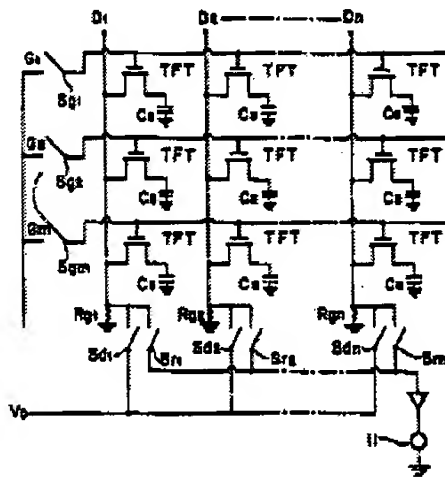 D1 D2 Dn
G1 TFT TFT TFT
Sg1 Cs Cs Cs
G2 TFT TFT TFT
Sg2 Cs Cs Cs
Gm TFT TFT TFT
Sgm Cs Cs Cs
Rg1 Rg2 Rgn
Sd1 Sr1 Sd2 Sr2 Sdn Srn
VD
11